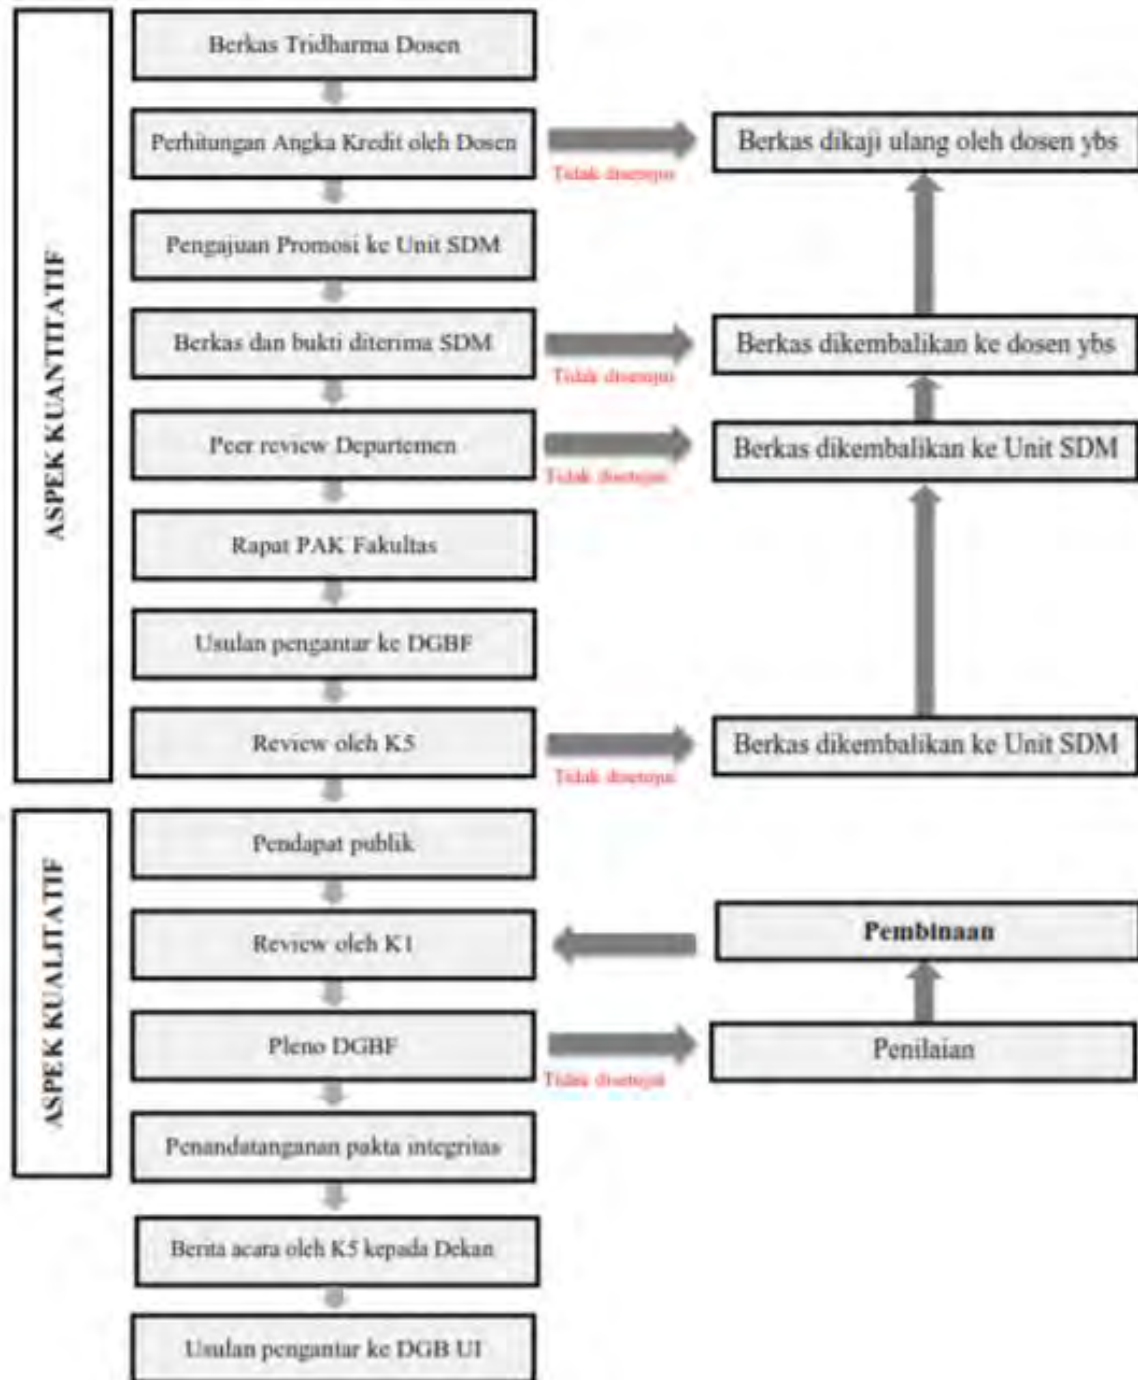 ASPEK KUANTITATIF
Berkas Tridharma Dosen
Perhitungan Angka Kredit oleh Dosen
Tidak disetujui
Berkas dikaji ulang oleh dosen ybs
Pengajuan Promosi ke Unit SDM
Berkas dan bukti diterima SDM
Tidak disetujui
Berkas dikembalikan ke dosen ybs
Peer review Departemen
Tidak disetujui
Berkas dikembalikan ke Unit SDM
Rapat PAK Fakultas
Usulan pengantar ke DGBF
Review oleh K5
Tidak disetujui
Berkas dikembalikan ke Unit SDM
ASPEK KUALITATIF
Pendapat publik
Review oleh K1
Pembinaan
Pleno DGBF
Tidak disetujui
Penilaian
Penandatanganan pakta integritas
Berita acara oleh K5 kepada Dekan
Usulan pengantar ke DGB UI